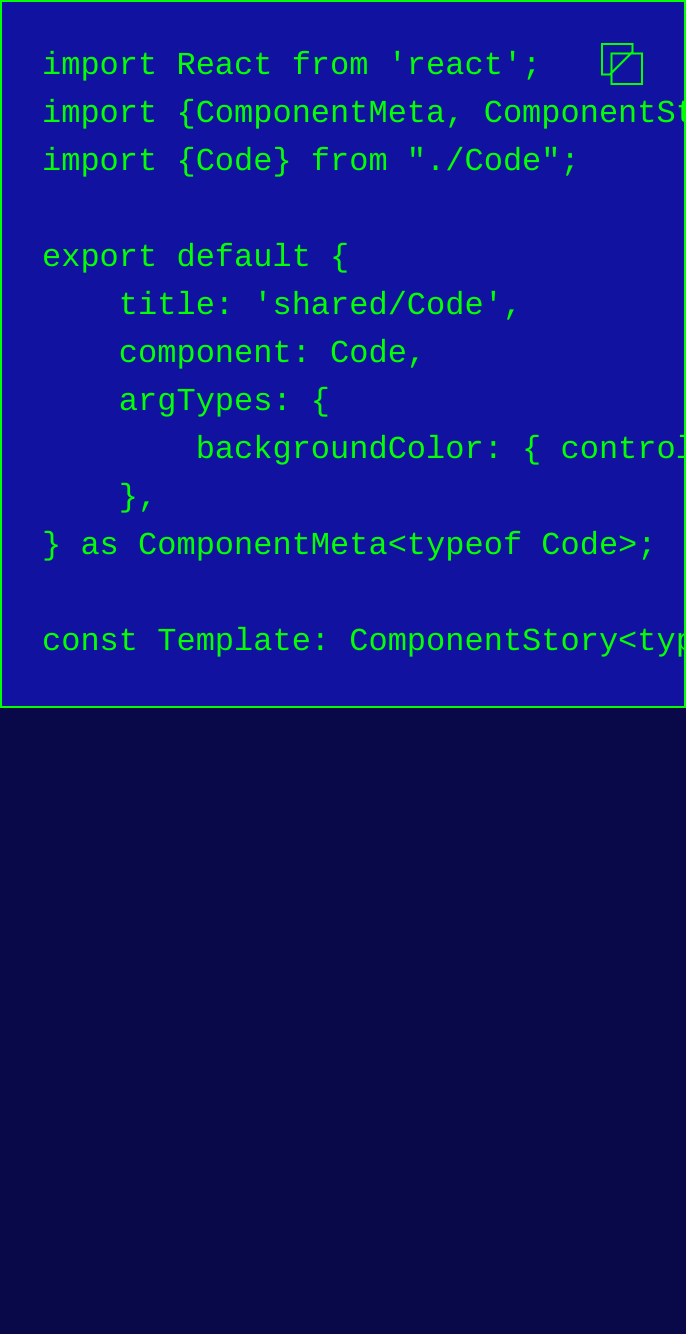 import React from 'react';
import {ComponentMeta, ComponentSt
import {Code} from "./Code";
export default {
title: 'shared/Code',
component: Code,
argTypes: {
backgroundColor: { control
},
} as ComponentMeta<typeof Code>;
const Template: ComponentStory<typ